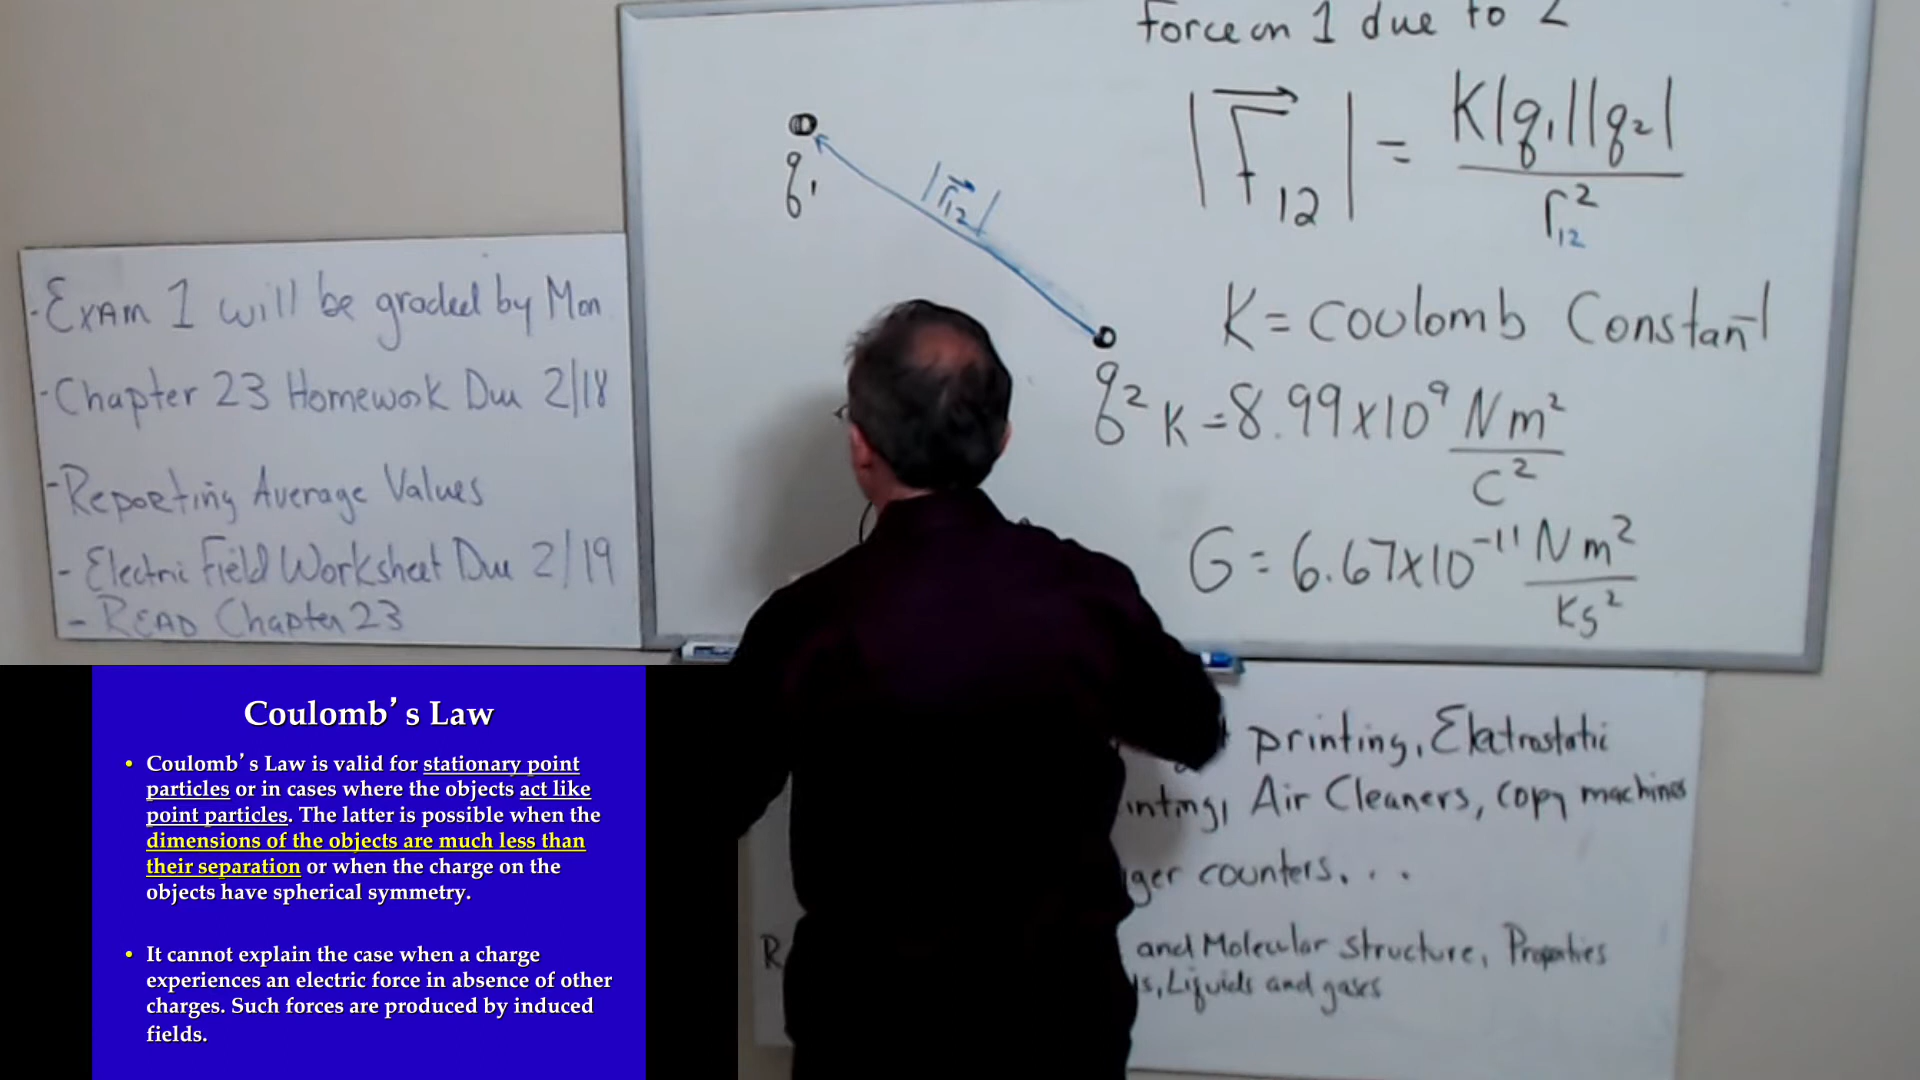 Force on 1 due to 2
|F₁₂| = K|q₁||q₂| / r₁₂²
q₁
|r₁₂|
q₂
K = Coulomb Constant
K = 8.99x10⁹ Nm²/C²
G = 6.67x10⁻¹¹ Nm²/Kg²
- Exam 1 will be graded by Mon
- Chapter 23 Homework Due 2/18
- Reporting Average Values
- Electric Field Worksheet Due 2/19
- READ Chapter 23
printing, Electrostatic
Air Cleaners, copy machines
counters...
and Molecular Structure, Properties
Liquids and gases
Coulomb's Law
• Coulomb's Law is valid for stationary point
particles or in cases where the objects act like
point particles. The latter is possible when the
dimensions of the objects are much less than
their separation or when the charge on the
objects have spherical symmetry.
• It cannot explain the case when a charge
experiences an electric force in absence of other
charges. Such forces are produced by induced
fields.